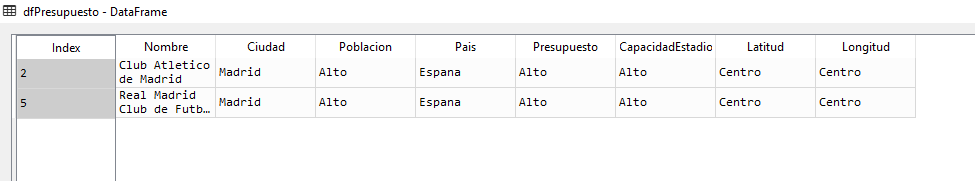 dfPresupuesto - DataFrame
Index Nombre Ciudad Poblacion Pais Presupuesto CapacidadEstadio Latitud Longitud
2 Club Atletico de Madrid Madrid Alto Espana Alto Alto Centro Centro
5 Real Madrid Club de Futb… Madrid Alto Espana Alto Alto Centro Centro